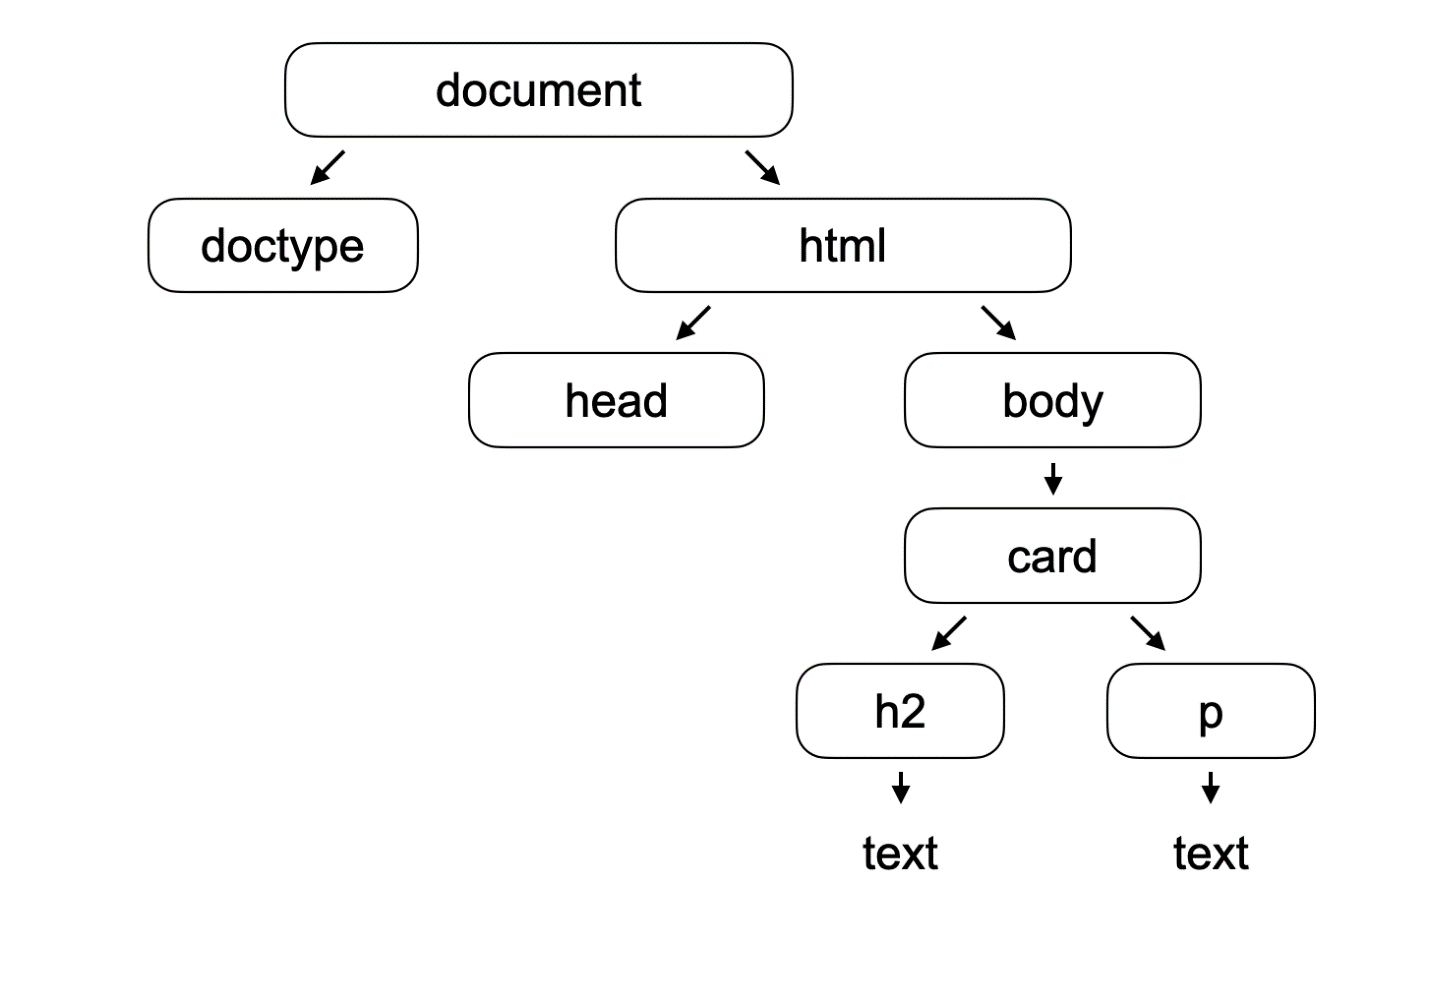 document
doctype
html
head
body
card
h2
p
text
text